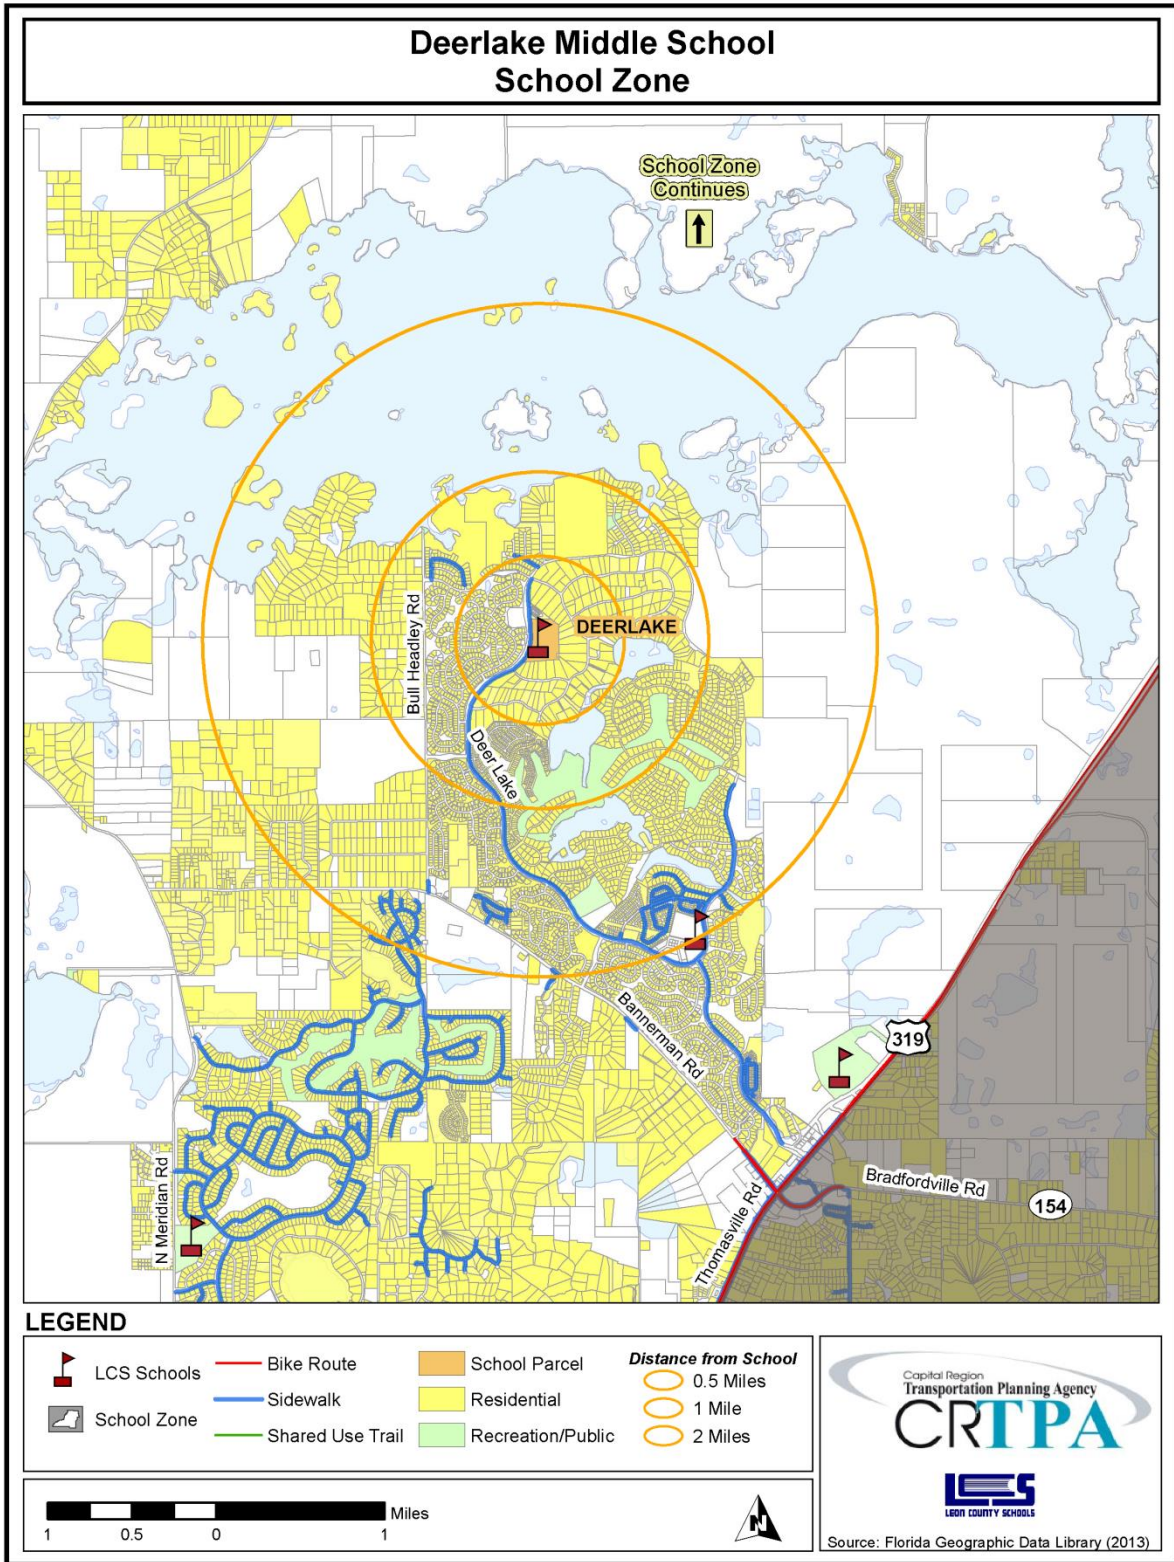 Deerlake Middle School
School Zone
School Zone
Continues
DEERLAKE
Bull Headley Rd
Deer Lake
Bannerman Rd
319
N Meridian Rd
Thomasville Rd
Bradfordville Rd
154
LEGEND
LCS Schools
School Zone
Bike Route
Sidewalk
Shared Use Trail
School Parcel
Residential
Recreation/Public
Distance from School
0.5 Miles
1 Mile
2 Miles
1 0.5 0 1 Miles
N
Capital Region
Transportation Planning Agency
CRTPA
LCS
LEON COUNTY SCHOOLS
Source: Florida Geographic Data Library (2013)